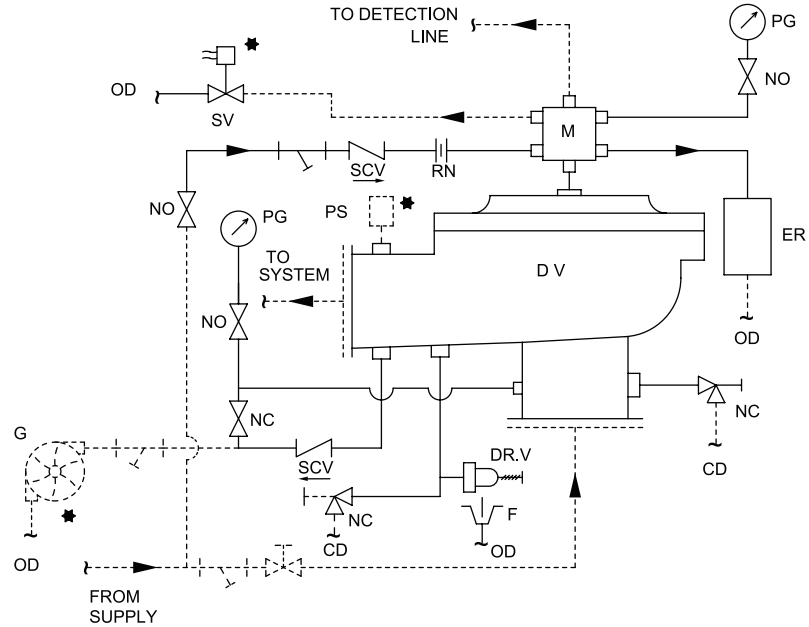 TO DETECTION
LINE
PG
NO
OD
SV
M
SCV
RN
NO
PG
PS
ER
TO
SYSTEM
D V
NO
OD
NC
NC
G
SCV
DR.V
CD
NC
F
OD
CD
OD
FROM
SUPPLY